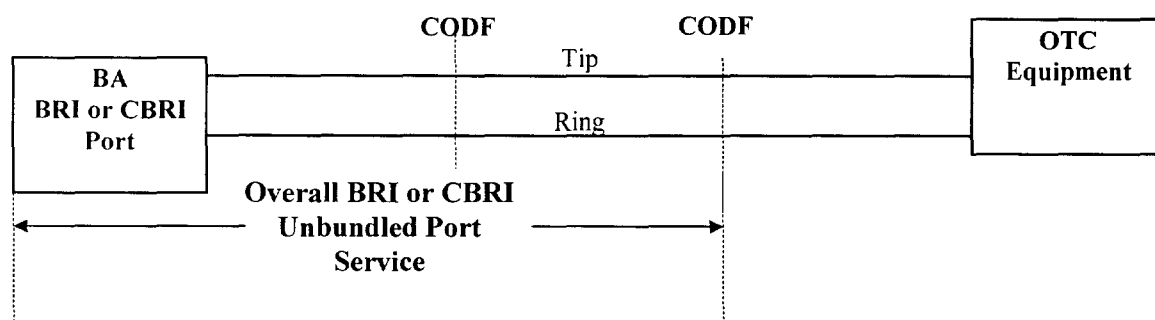 CODF
CODF
OTC
Equipment
BA
BRI or CBRI
Port
Tip
Ring
Overall BRI or CBRI
Unbundled Port
Service